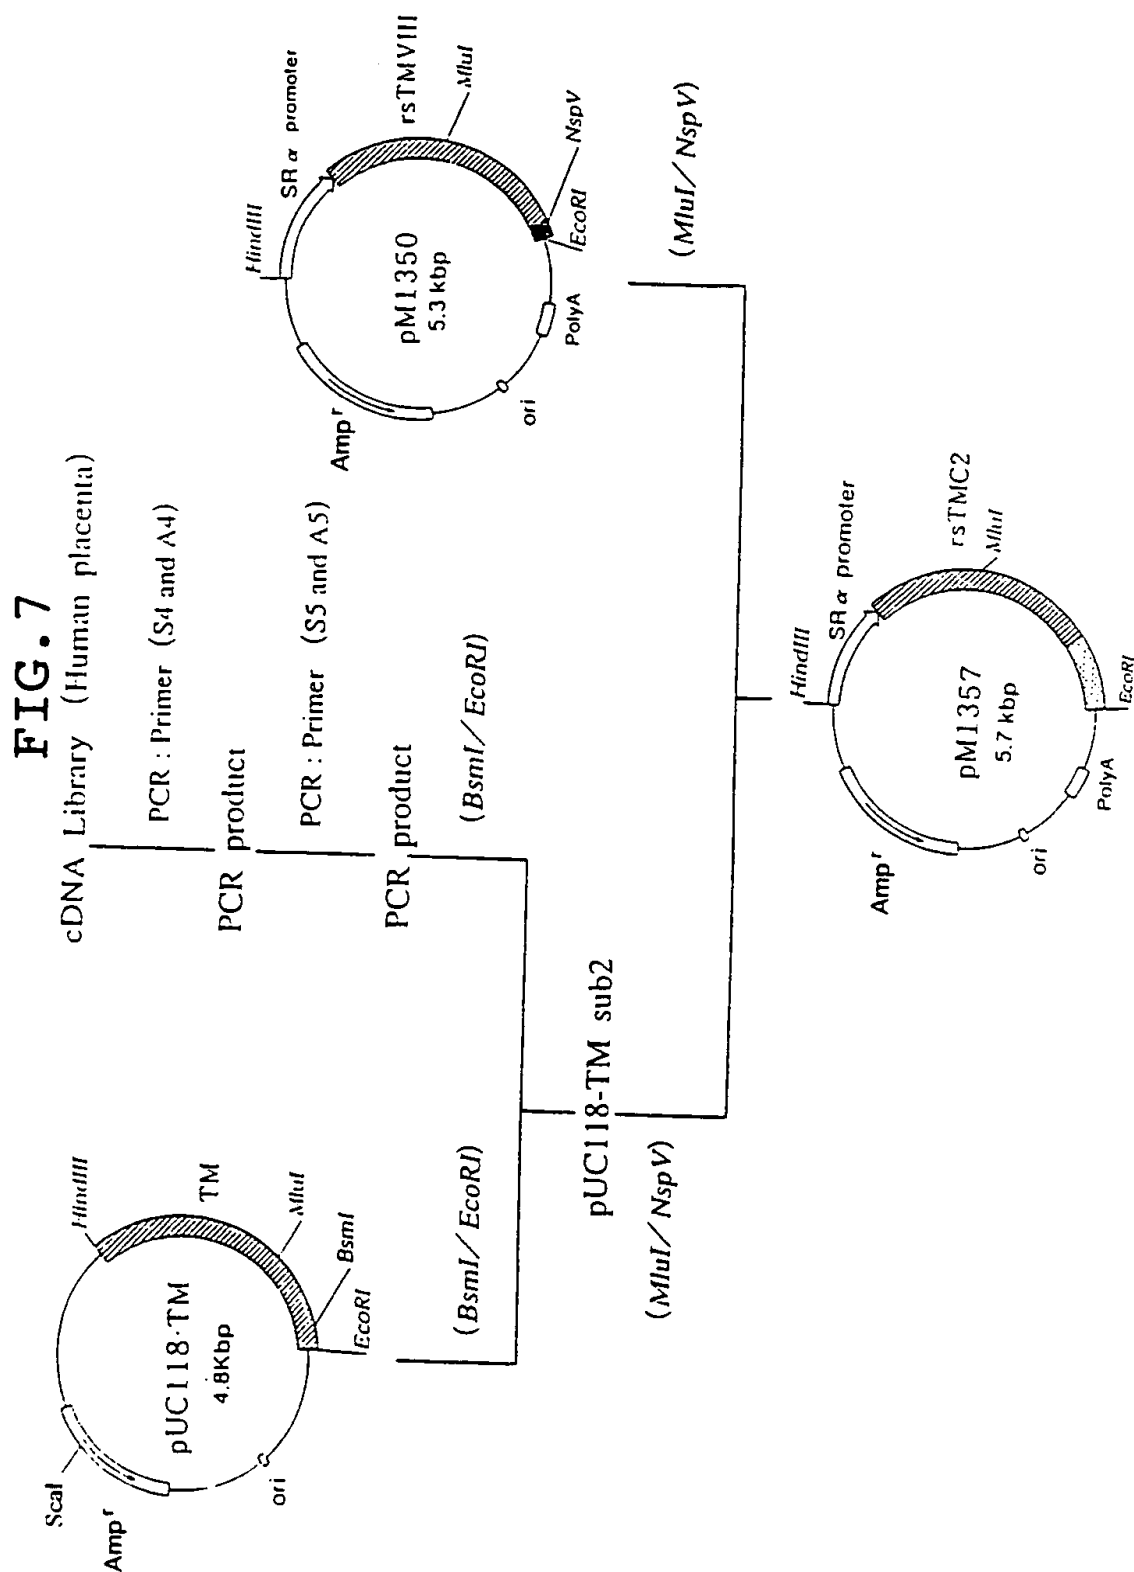 FIG.7
cDNA Library (Human placenta)
PCR : Primer (S4 and A4)
PCR product
PCR : Primer (S5 and A5)
PCR product
(BsmI/EcoRI)
ScaI
Amp r
ori
HindIII
TM
MluI
BsmI
EcoRI
pUC118·TM
4.8Kbp
(BsmI/EcoRI)
HindIII
SRα promoter
rsTMVIII
MluI
NspV
EcoRI
PolyA
ori
Amp r
pM1350
5.3 kbp
(MluI/NspV)
pUC118-TM sub2
(MluI/NspV)
HindIII
SRα promoter
rsTMC2
MluI
EcoRI
PolyA
ori
Amp r
pM1357
5.7 kbp